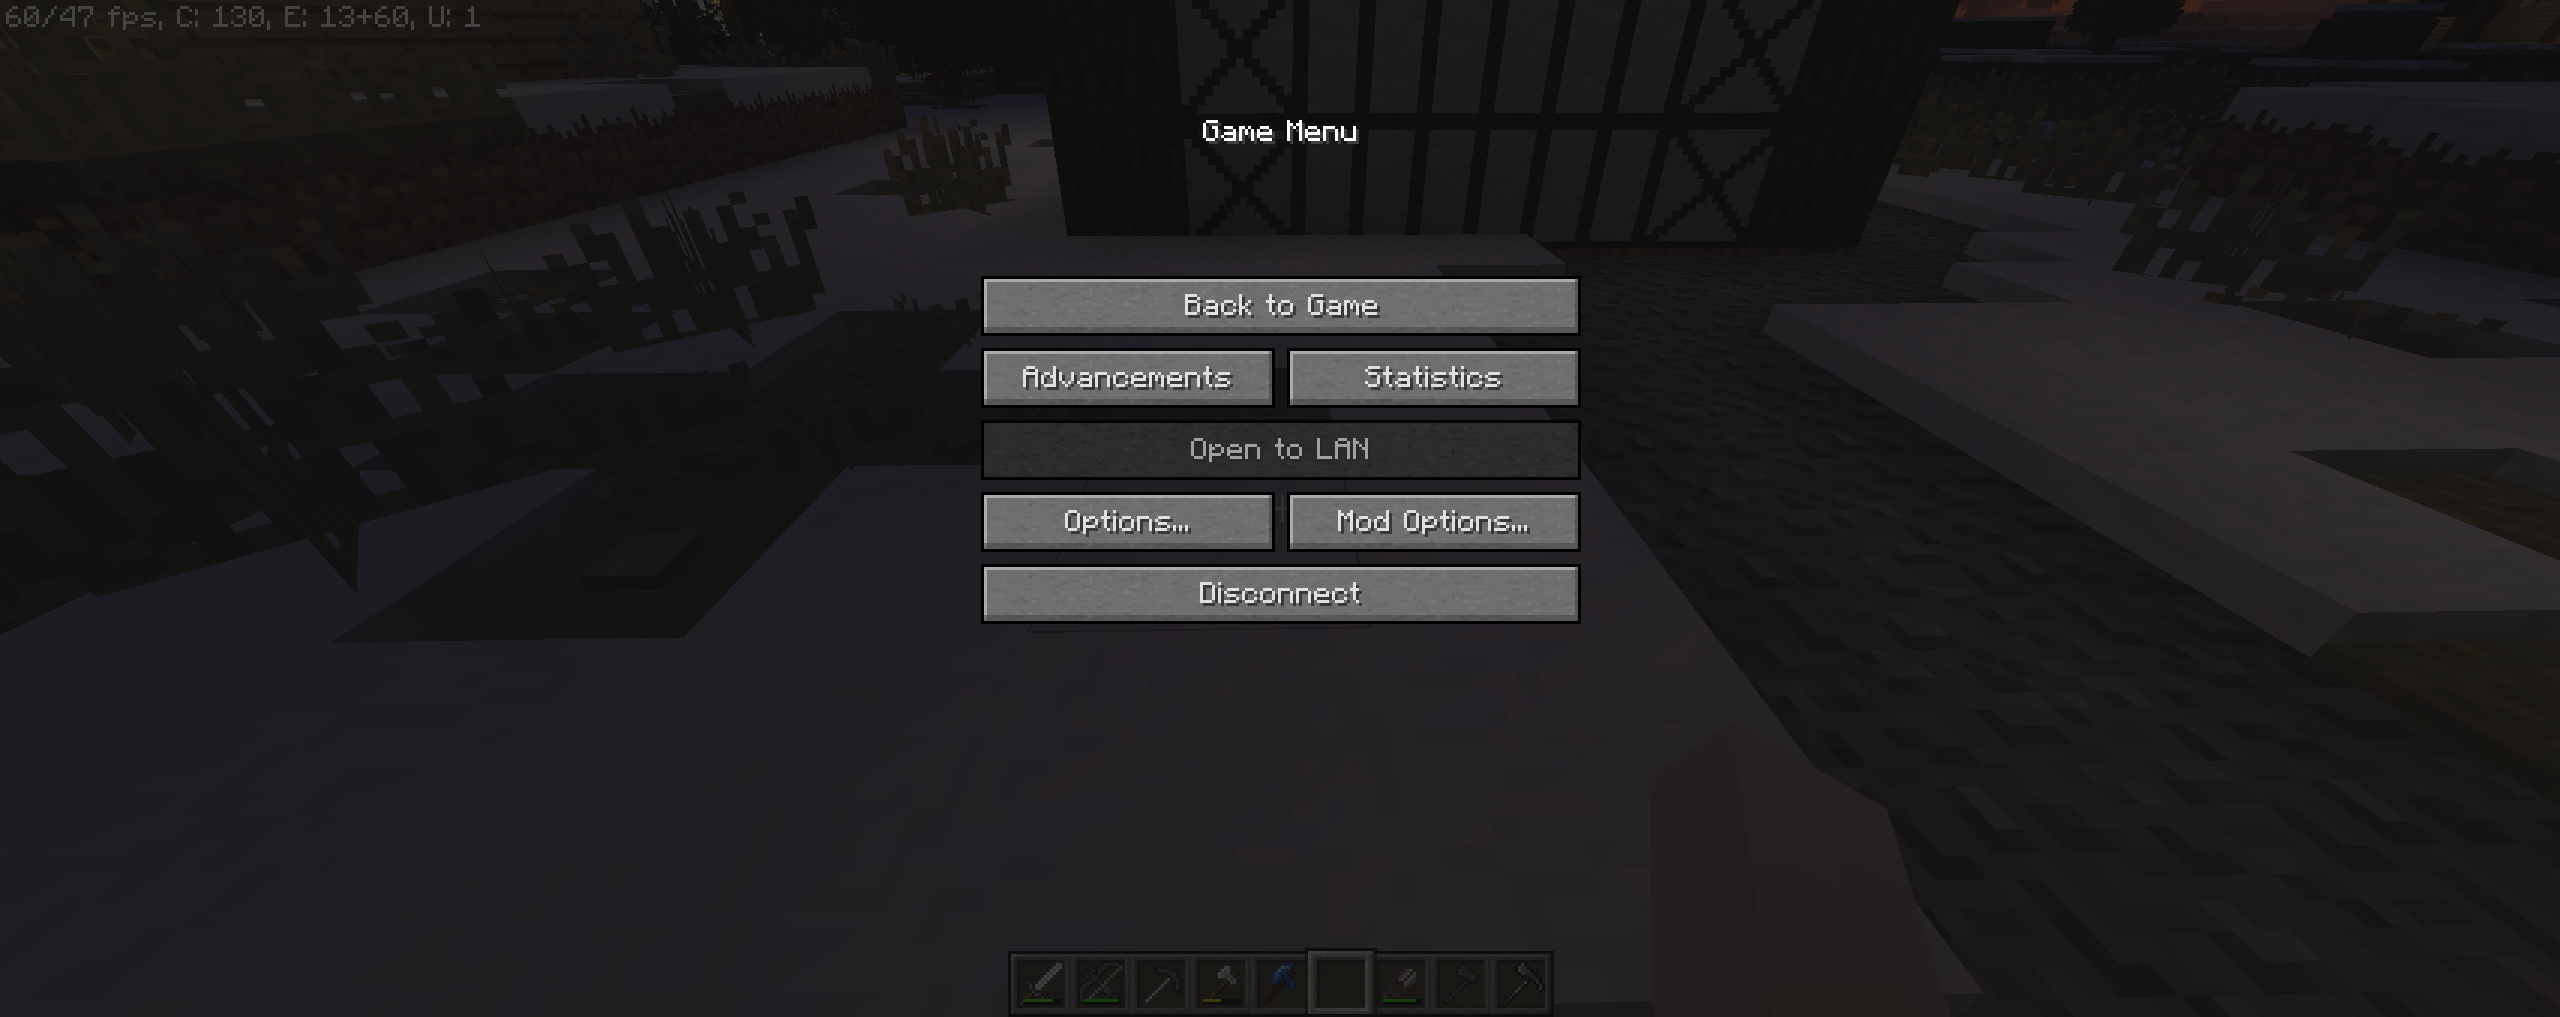 60/47 fps, C: 130, E: 13+60, U: 1
Game Menu
Back to Game
Advancements
Statistics
Open to LAN
Options...
Mod Options...
Disconnect